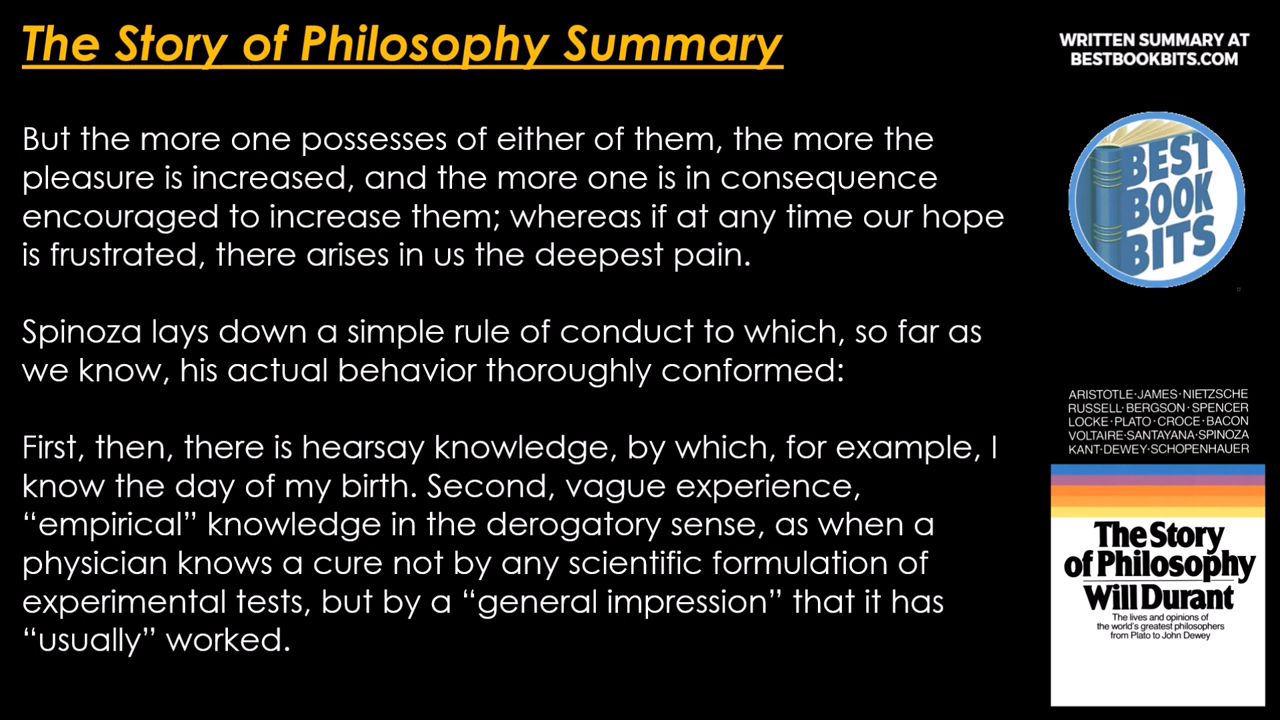 The Story of Philosophy Summary
WRITTEN SUMMARY AT
BESTBOOKBITS.COM
But the more one possesses of either of them, the more the
pleasure is increased, and the more one is in consequence
encouraged to increase them; whereas if at any time our hope
is frustrated, there arises in us the deepest pain.
Spinoza lays down a simple rule of conduct to which, so far as
we know, his actual behavior thoroughly conformed:
First, then, there is hearsay knowledge, by which, for example, I
know the day of my birth. Second, vague experience,
“empirical” knowledge in the derogatory sense, as when a
physician knows a cure not by any scientific formulation of
experimental tests, but by a “general impression” that it has
“usually” worked.
BEST
BOOK
BITS
ARISTOTLE·JAMES·NIETZSCHE
RUSSELL·BERGSON·SPENCER
LOCKE·PLATO·CROCE·BACON
VOLTAIRE·SANTAYANA·SPINOZA
KANT·DEWEY·SCHOPENHAUER
The Story
of Philosophy
Will Durant
The lives and opinions of
the world's greatest philosophers
from Plato to John Dewey